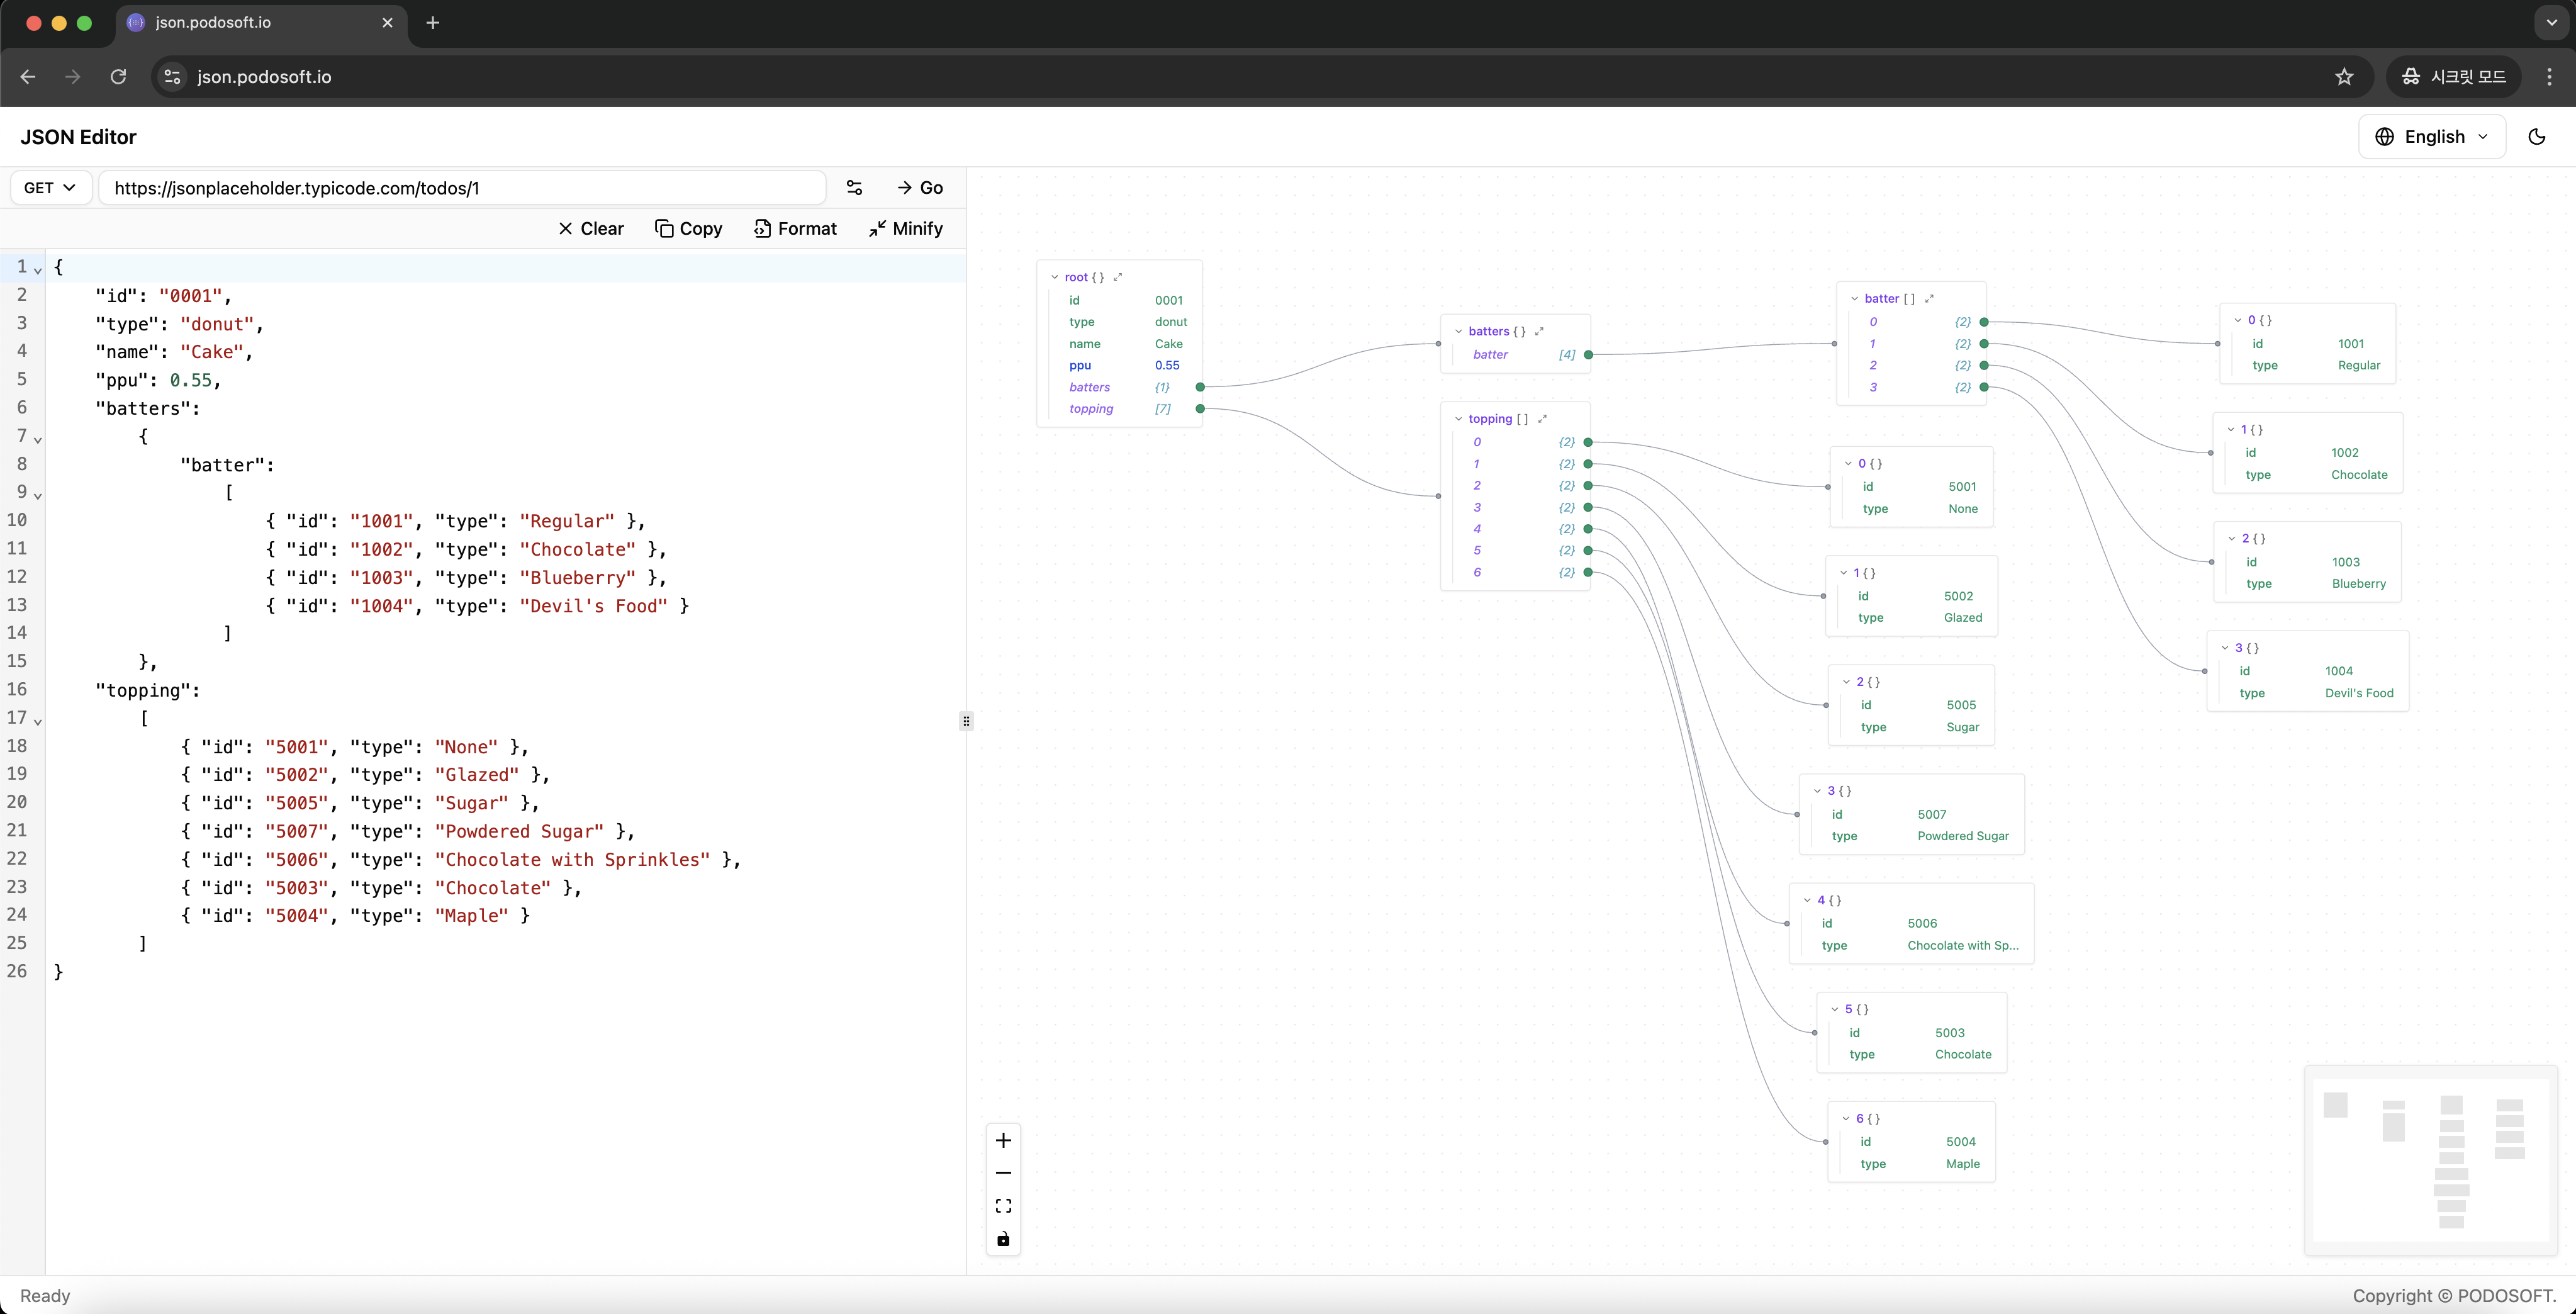 json.podosoft.io
json.podosoft.io
시크릿 모드
JSON Editor
English
GET
https://jsonplaceholder.typicode.com/todos/1
Go
Clear
Copy
Format
Minify
1 {
2 "id": "0001",
3 "type": "donut",
4 "name": "Cake",
5 "ppu": 0.55,
6 "batters":
7 {
8 "batter":
9 [
10 { "id": "1001", "type": "Regular" },
11 { "id": "1002", "type": "Chocolate" },
12 { "id": "1003", "type": "Blueberry" },
13 { "id": "1004", "type": "Devil's Food" }
14 ]
15 },
16 "topping":
17 [
18 { "id": "5001", "type": "None" },
19 { "id": "5002", "type": "Glazed" },
20 { "id": "5005", "type": "Sugar" },
21 { "id": "5007", "type": "Powdered Sugar" },
22 { "id": "5006", "type": "Chocolate with Sprinkles" },
23 { "id": "5003", "type": "Chocolate" },
24 { "id": "5004", "type": "Maple" }
25 ]
26 }
root { }
id 0001
type donut
name Cake
ppu 0.55
batters {1}
topping [7]
batters { }
batter [4]
topping [ ]
0 {2}
1 {2}
2 {2}
3 {2}
4 {2}
5 {2}
6 {2}
batter [ ]
0 {2}
1 {2}
2 {2}
3 {2}
0 { }
id 5001
type None
1 { }
id 5002
type Glazed
2 { }
id 5005
type Sugar
3 { }
id 5007
type Powdered Sugar
4 { }
id 5006
type Chocolate with Sp...
5 { }
id 5003
type Chocolate
6 { }
id 5004
type Maple
0 { }
id 1001
type Regular
1 { }
id 1002
type Chocolate
2 { }
id 1003
type Blueberry
3 { }
id 1004
type Devil's Food
Ready
Copyright © PODOSOFT.